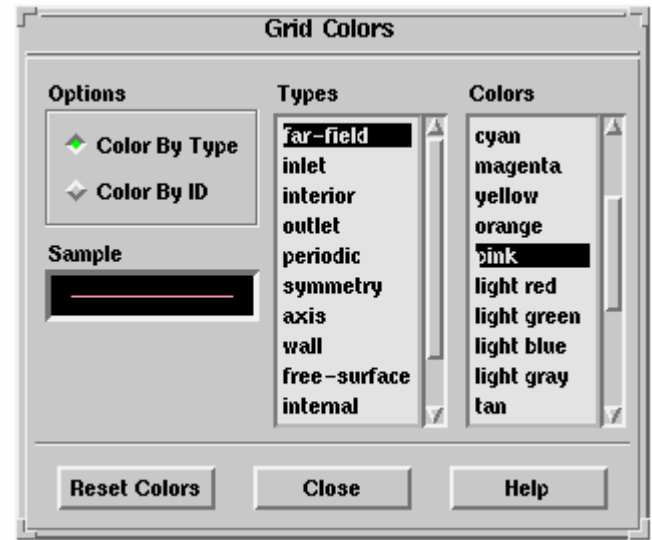 Grid Colors
Options
Color By Type
Color By ID
Sample
Types
far-field
inlet
interior
outlet
periodic
symmetry
axis
wall
free-surface
internal
Colors
cyan
magenta
yellow
orange
pink
light red
light green
light blue
light gray
tan
Reset Colors
Close
Help